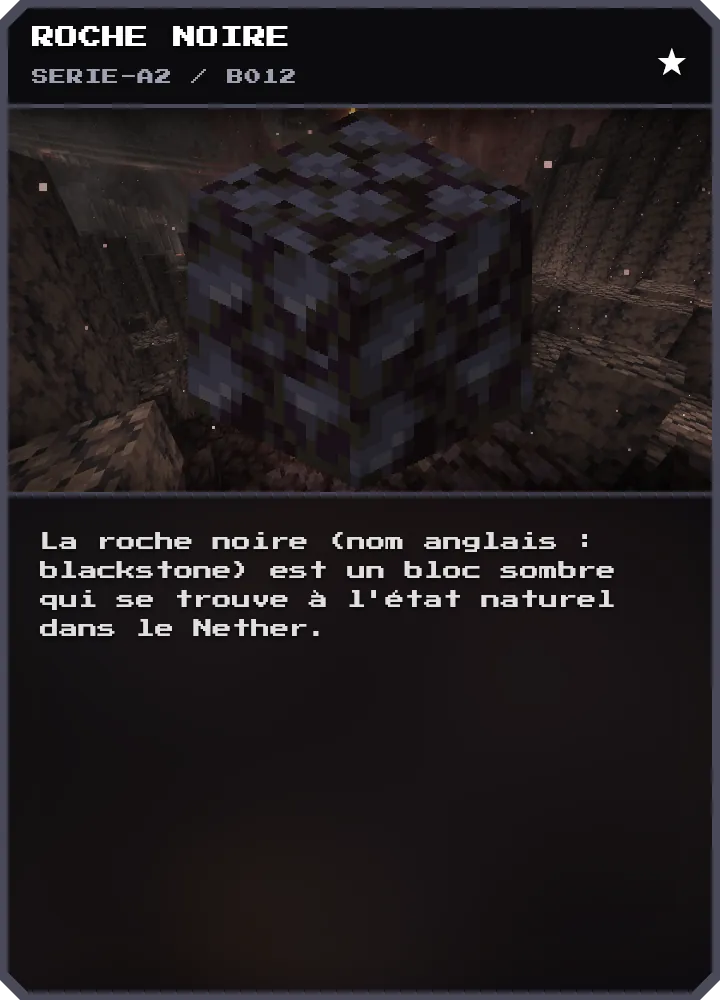 ROCHE NOIRE
SERIE-A2 / B012
La roche noire (nom anglais :
blackstone) est un bloc sombre
qui se trouve à l'état naturel
dans le Nether.